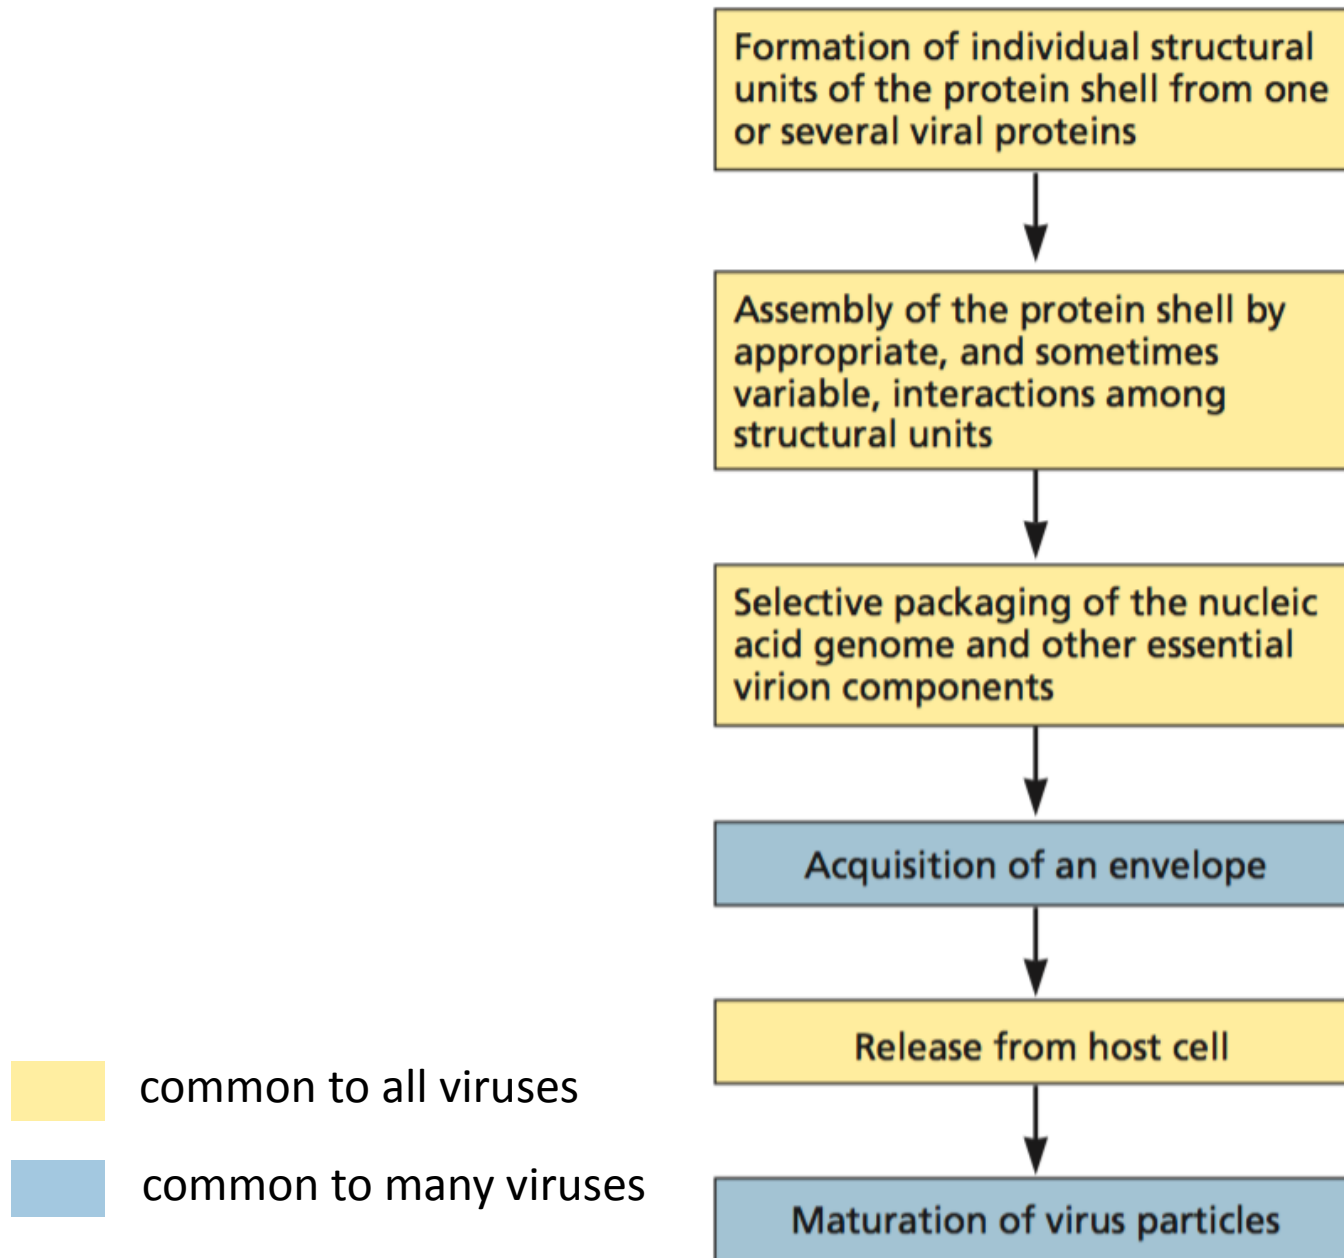 Formation of individual structural
units of the protein shell from one
or several viral proteins
Assembly of the protein shell by
appropriate, and sometimes
variable, interactions among
structural units
Selective packaging of the nucleic
acid genome and other essential
virion components
Acquisition of an envelope
Release from host cell
Maturation of virus particles
common to all viruses
common to many viruses